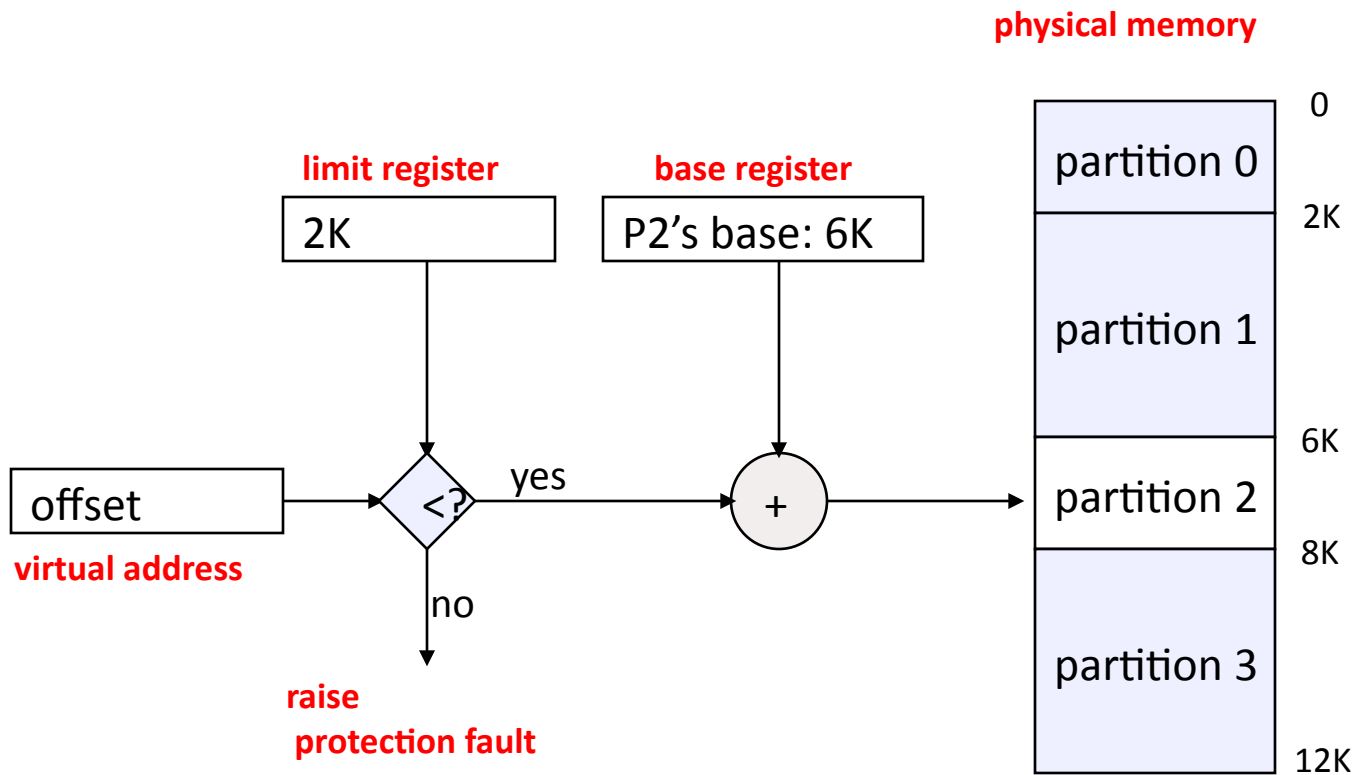 physical memory
0
partition 0
limit register
base register
2K
P2's base: 6K
2K
partition 1
6K
yes
offset
<?
+
partition 2
virtual address
8K
no
partition 3
raise
protection fault
12K